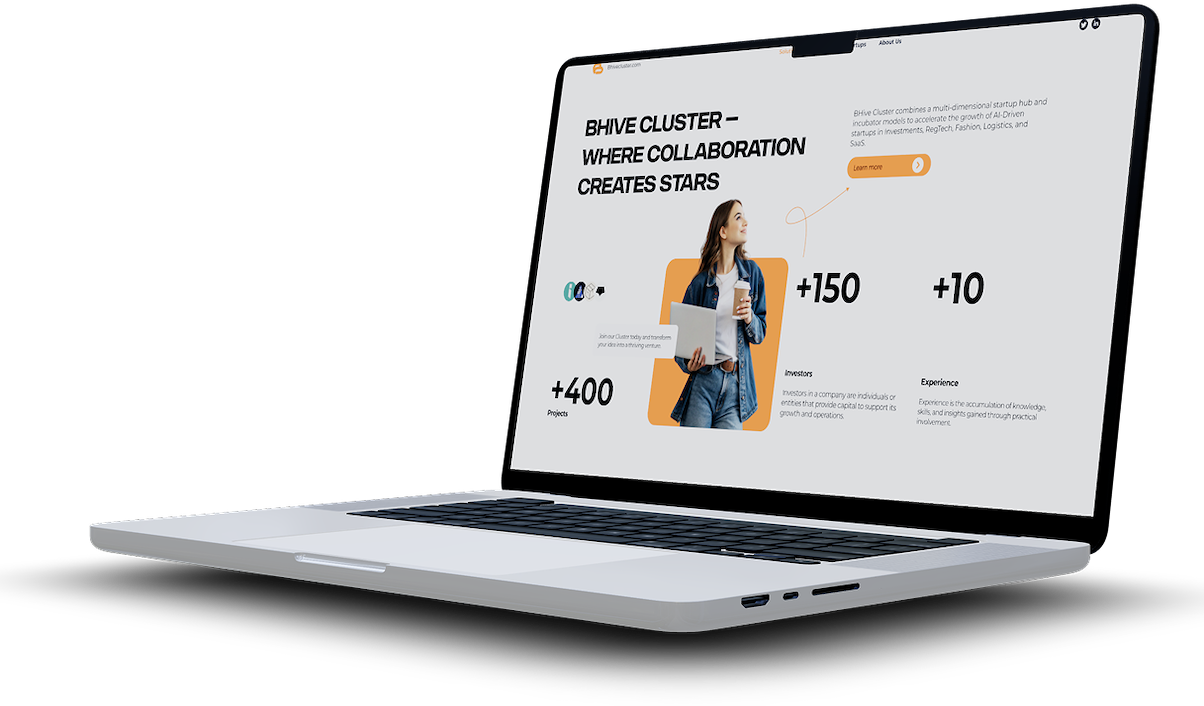 Bhivecluster.com
About Us
BHIVE CLUSTER –
WHERE COLLABORATION
CREATES STARS
BHive Cluster combines a multi-dimensional startup hub and
incubator models to accelerate the growth of AI-Driven
startups in Investments, RegTech, Fashion, Logistics, and
SaaS.
Learn more
Join our Cluster today and transform
your idea into a thriving venture.
+400
Projects
+150
Investors
Investors in a company are individuals or
entities that provide capital to support its
growth and operations.
+10
Experience
Experience is the accumulation of knowledge,
skills, and insights gained through practical
involvement.